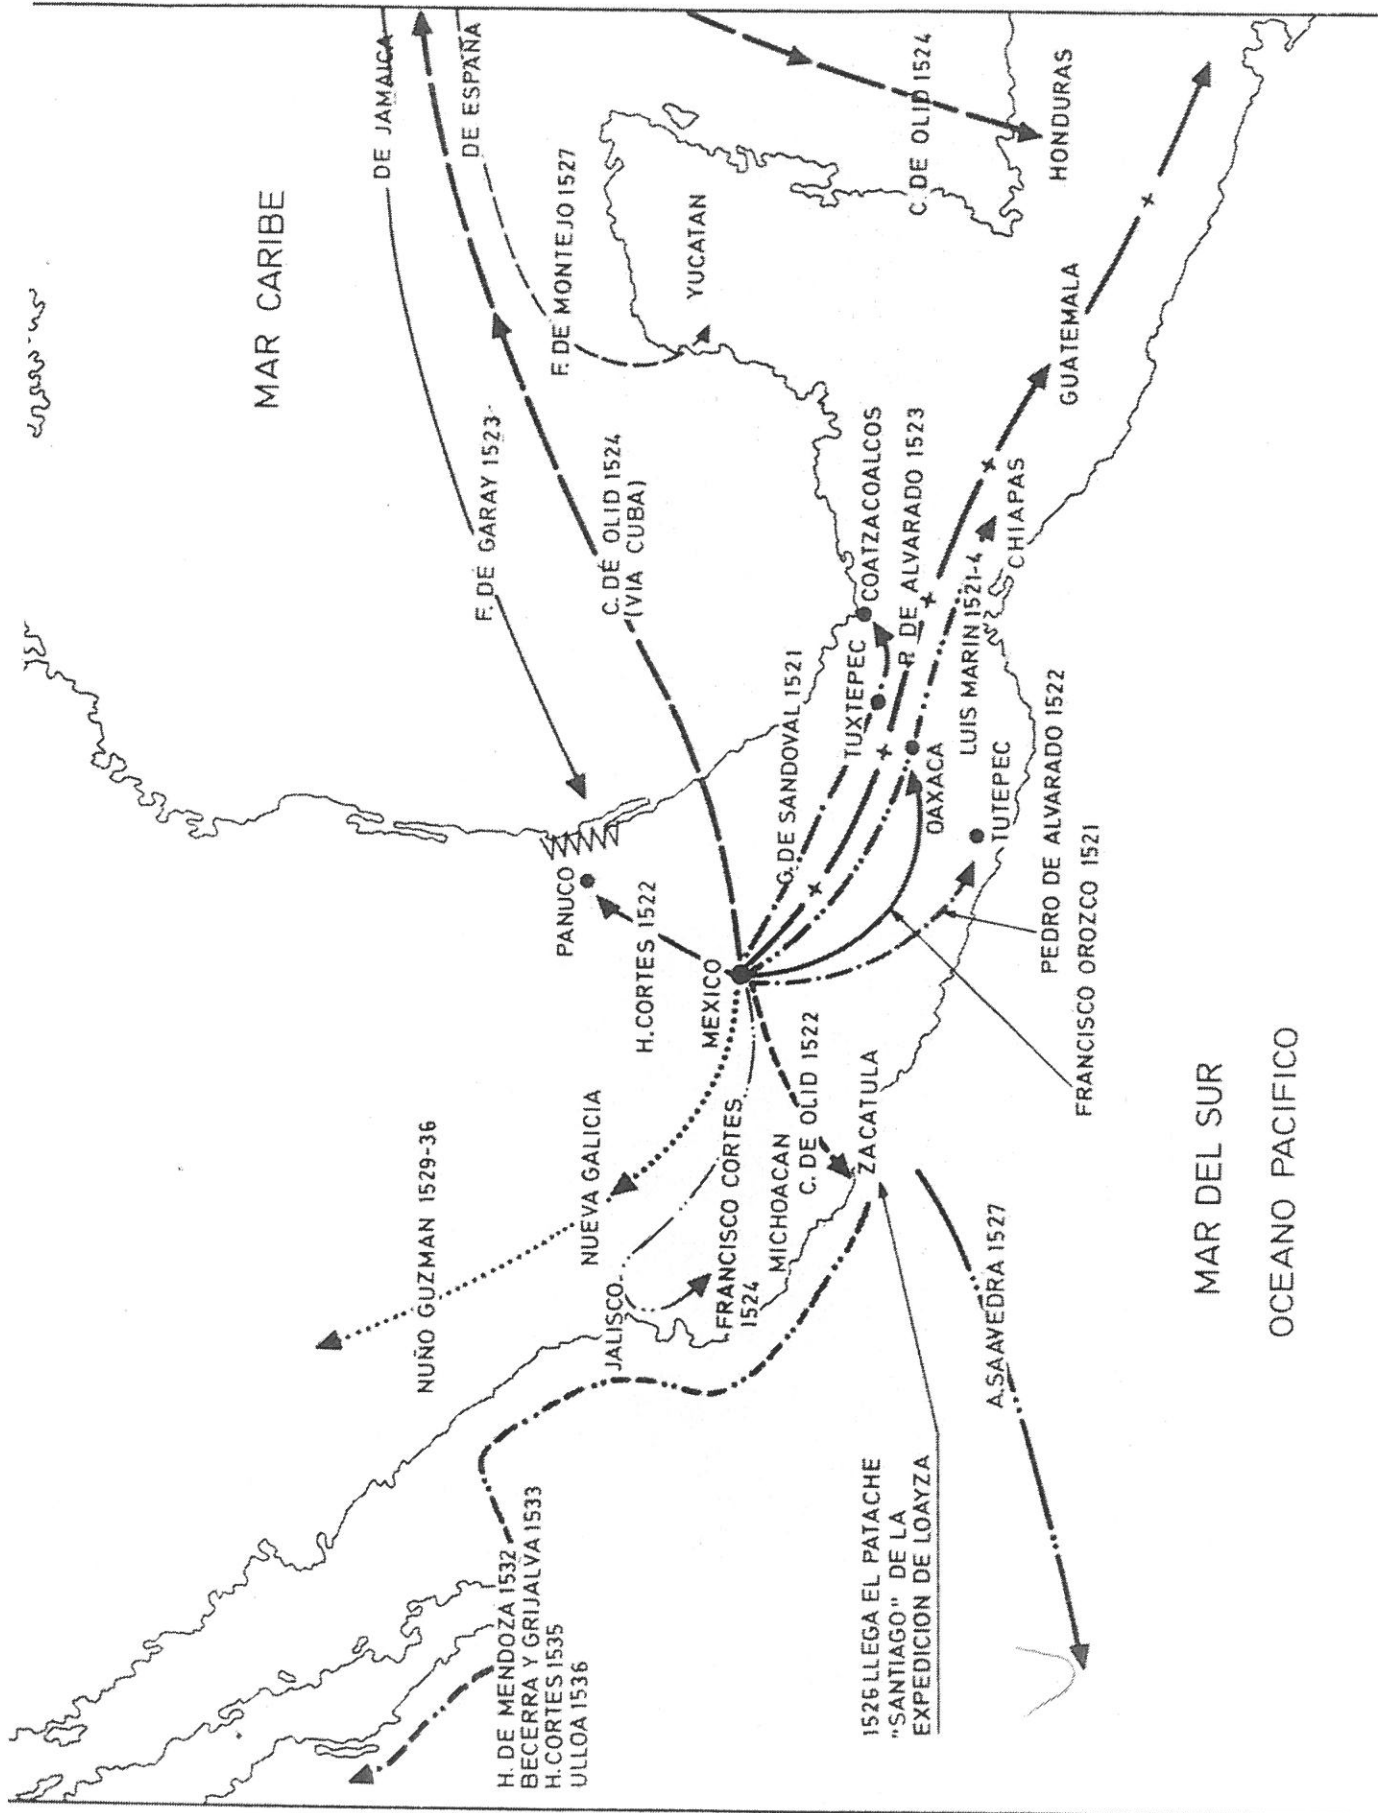 MAR CARIBE
DE JAMAICA
DE ESPAÑA
F. DE GARAY 1523
C. DE OLID 1524
(VIA CUBA)
F. DE MONTEJO 1527
YUCATAN
C. DE OLID 1524
HONDURAS
PANUCO
H. CORTES 1522
MEXICO
NUÑO GUZMAN 1529-36
NUEVA GALICIA
JALISCO
FRANCISCO CORTES
1524
MICHOACAN
C. DE OLID 1522
ZACATULA
G. DE SANDOVAL 1521
TUXTEPEC
COATZACOALCOS
P. DE ALVARADO 1523
OAXACA
LUIS MARIN 1521-4
CHIAPAS
GUATEMALA
TUTEPEC
PEDRO DE ALVARADO 1522
FRANCISCO OROZCO 1521
H. DE MENDOZA 1532
BECERRA Y GRIJALVA 1533
H. CORTES 1535
ULLOA 1536
1526 LLEGA EL PATACHE
"SANTIAGO" DE LA
EXPEDICION DE LOAYZA
A. SAAVEDRA 1527
MAR DEL SUR
OCEANO PACIFICO